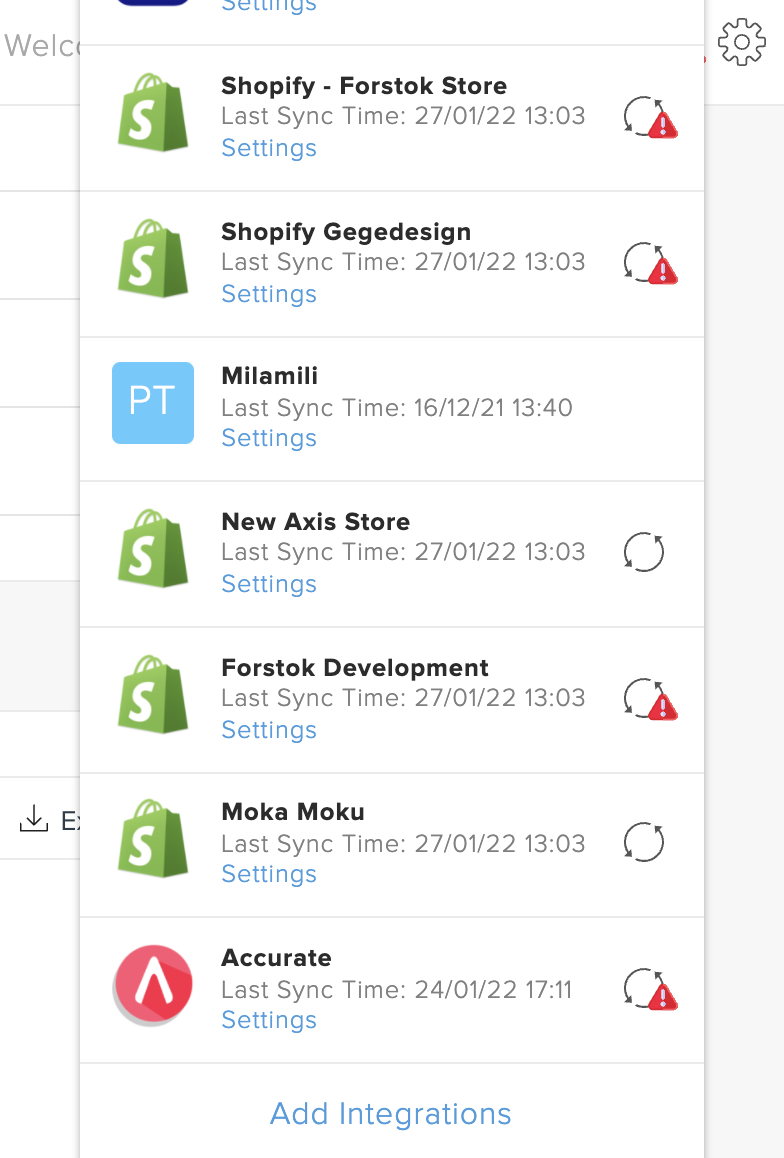 Settings
Shopify - Forstok Store
Last Sync Time: 27/01/22 13:03
Settings
Shopify Gegedesign
Last Sync Time: 27/01/22 13:03
Settings
PT
Milamili
Last Sync Time: 16/12/21 13:40
Settings
New Axis Store
Last Sync Time: 27/01/22 13:03
Settings
Forstok Development
Last Sync Time: 27/01/22 13:03
Settings
Moka Moku
Last Sync Time: 27/01/22 13:03
Settings
Accurate
Last Sync Time: 24/01/22 17:11
Settings
Add Integrations